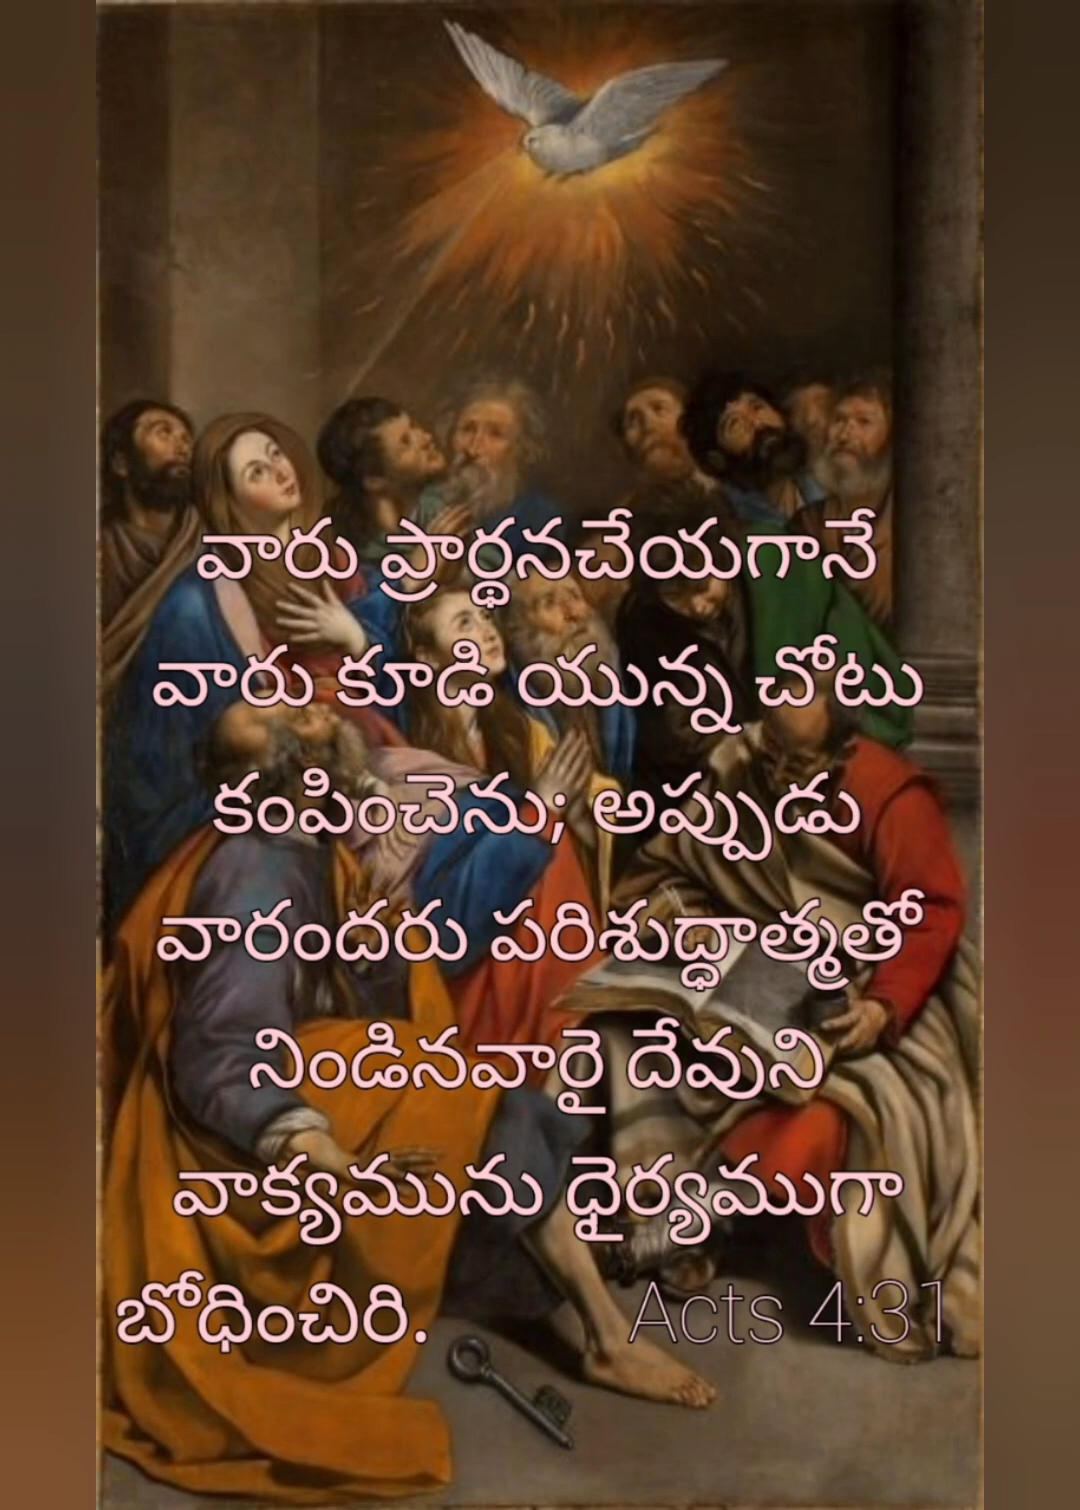 వారు ప్రార్థనచేయగానే
వారు కూడి యున్న చోటు
కంపించెను; అప్పుడు
వారందరు పరిశుద్ధాత్మతో
నిండినవారై దేవుని
వాక్యమును ధైర్యముగా
బోధించిరి. Acts 4:31